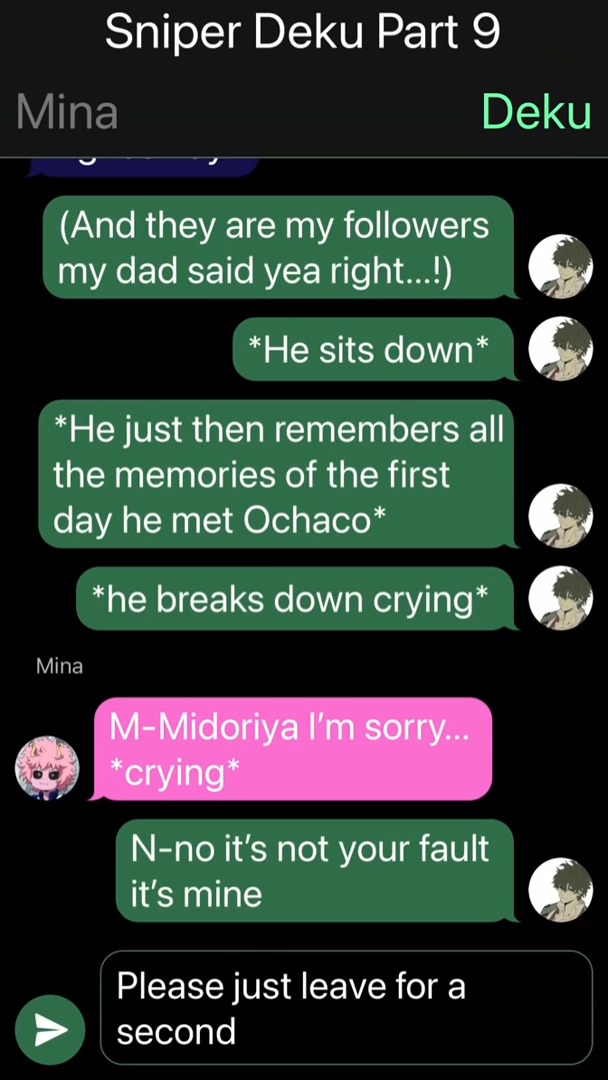 Sniper Deku Part 9
Mina
Deku
(And they are my followers
my dad said yea right...!)
*He sits down*
*He just then remembers all
the memories of the first
day he met Ochaco*
*he breaks down crying*
Mina
M-Midoriya I’m sorry...
*crying*
N-no it’s not your fault
it’s mine
Please just leave for a
second